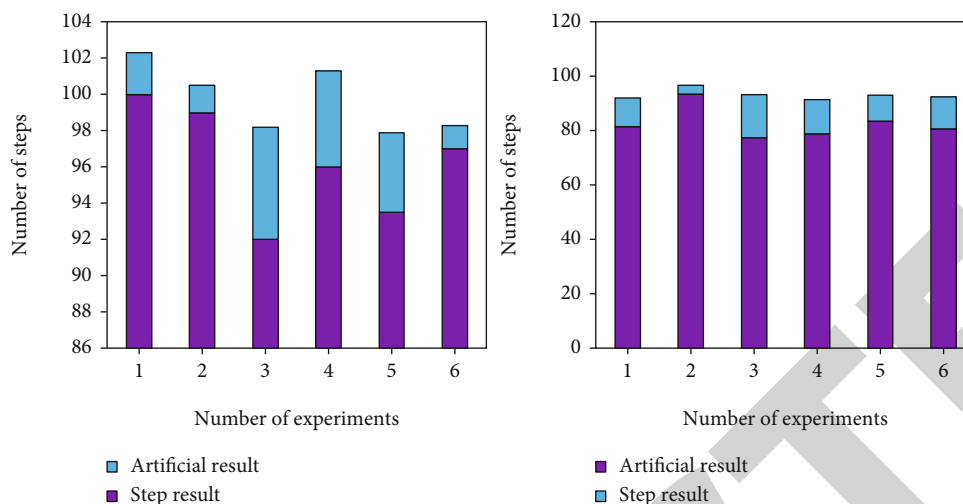 104
102
100
98
96
94
92
90
88
86
Number of steps
1 2 3 4 5 6
Number of experiments
Artificial result
Step result
120
100
80
60
40
20
0
Number of steps
1 2 3 4 5 6
Number of experiments
Artificial result
Step result